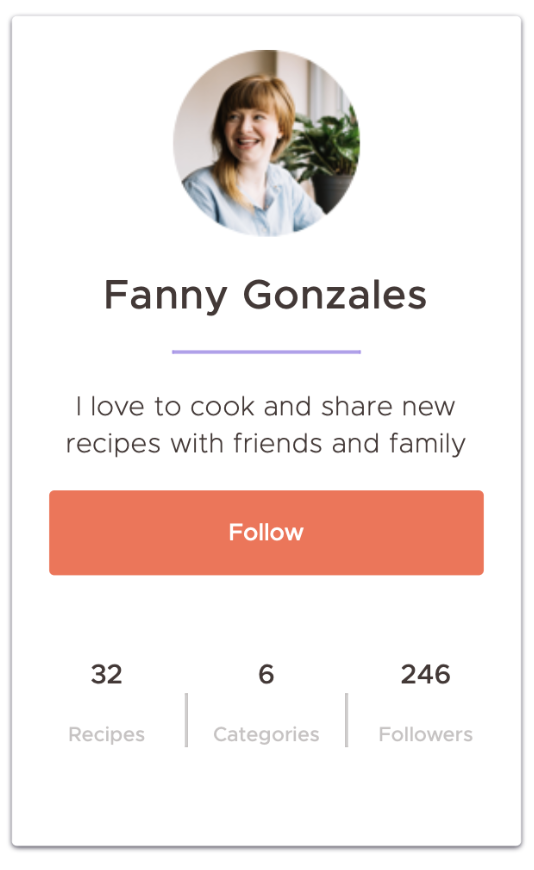 Fanny Gonzales
I love to cook and share new
recipes with friends and family
Follow
32 6 246
Recipes Categories Followers